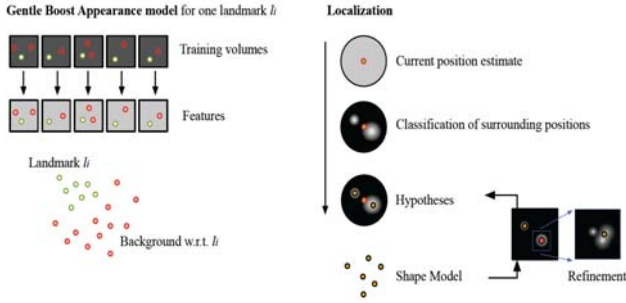 Gentle Boost Appearance model for one landmark li
Training volumes
Features
Landmark li
Background w.r.t. li
Localization
Current position estimate
Classification of surrounding positions
Hypotheses
Shape Model
Refinement